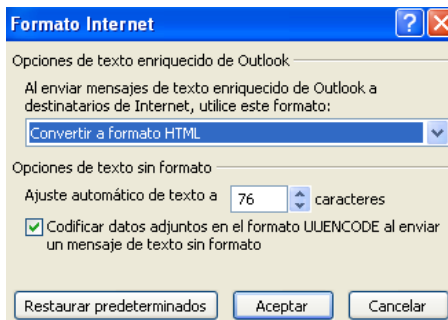 Formato Internet
Opciones de texto enriquecido de Outlook
Al enviar mensajes de texto enriquecido de Outlook a
destinatarios de Internet, utilice este formato:
Convertir a formato HTML
Opciones de texto sin formato
Ajuste automático de texto a 76 caracteres
Codificar datos adjuntos en el formato UUENCODE al enviar
un mensaje de texto sin formato
Restaurar predeterminados Aceptar Cancelar